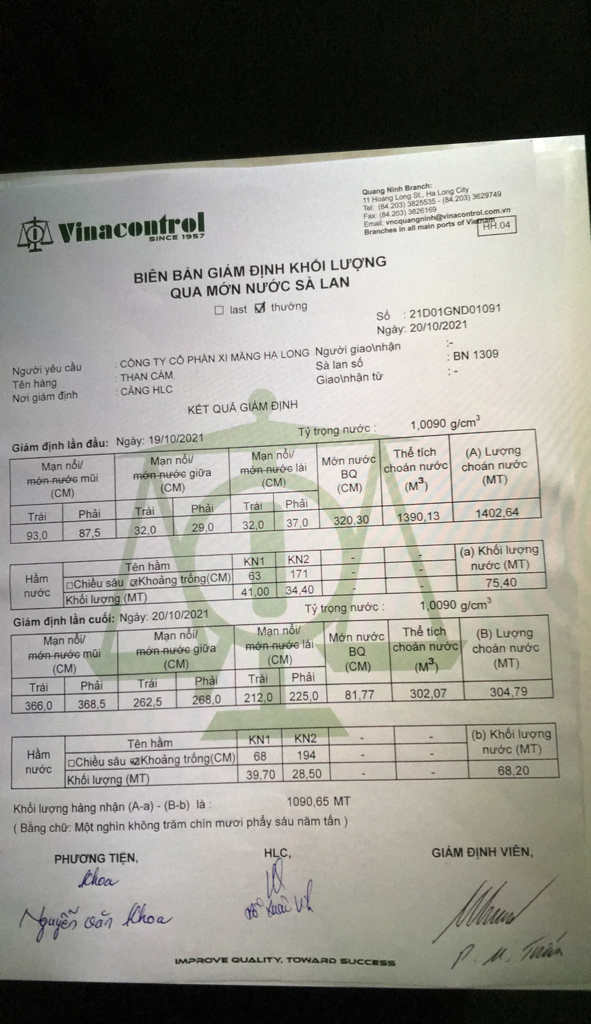 Vinacontrol
SINCE 1957
Quang Ninh Branch:
11 Hoang Long St., Ha Long City
Tel: (84.203) 3825535 - (84.203) 3629749
Fax: (84.203) 3826169
Email: vncquangninh@vinacontrol.com.vn
Branches in all main ports of Vietnam
HH.04
BIÊN BẢN GIÁM ĐỊNH KHỐI LƯỢNG
QUA MỚN NƯỚC SÀ LAN
☐ last ☑ thường
Số : 21D01GND01091
Ngày: 20/10/2021
Người yêu cầu : CÔNG TY CỔ PHẦN XI MĂNG HẠ LONG Người giao\nhận :-
Tên hàng : THAN CÁM Sà lan số : BN 1309
Nơi giám định : CẢNG HLC Giao\nhận từ : -
KẾT QUẢ GIÁM ĐỊNH
Giám định lần đầu: Ngày: 19/10/2021 Tỷ trọng nước : 1,0090 g/cm³
Mạn nổi/ món nước mũi (CM) Mạn nổi/ món nước giữa (CM) Mạn nổi/ món nước lái (CM) Mớn nước BQ (CM) Thể tích choán nước (M³) (A) Lượng choán nước (MT)
Trái Phải Trái Phải Trái Phải
93,0 87,5 32,0 29,0 32,0 37,0 320,30 1390,13 1402,64
Hầm nước Tên hầm KN1 KN2 - - (a) Khối lượng nước (MT)
☐Chiều sâu ☑Khoảng trống(CM) 63 171 - -
Khối lượng (MT) 41,00 34,40 - - 75,40
Giám định lần cuối: Ngày: 20/10/2021 Tỷ trọng nước : 1,0090 g/cm³
Mạn nổi/ món nước mũi (CM) Mạn nổi/ món nước giữa (CM) Mạn nổi/ món nước lái (CM) Mớn nước BQ (CM) Thể tích choán nước (M³) (B) Lượng choán nước (MT)
Trái Phải Trái Phải Trái Phải
366,0 368,5 262,5 268,0 212,0 225,0 81,77 302,07 304,79
Hầm nước Tên hầm KN1 KN2 - - (b) Khối lượng nước (MT)
☐Chiều sâu ☑Khoảng trống(CM) 68 194 - -
Khối lượng (MT) 39,70 28,50 - - 68,20
Khối lượng hàng nhận (A-a) - (B-b) là : 1090,65 MT
( Bằng chữ: Một nghìn không trăm chín mươi phẩy sáu năm tấn )
PHƯƠNG TIỆN, HLC, GIÁM ĐỊNH VIÊN,
Khoa
Nguyễn văn Khoa
IMPROVE QUALITY, TOWARD SUCCESS